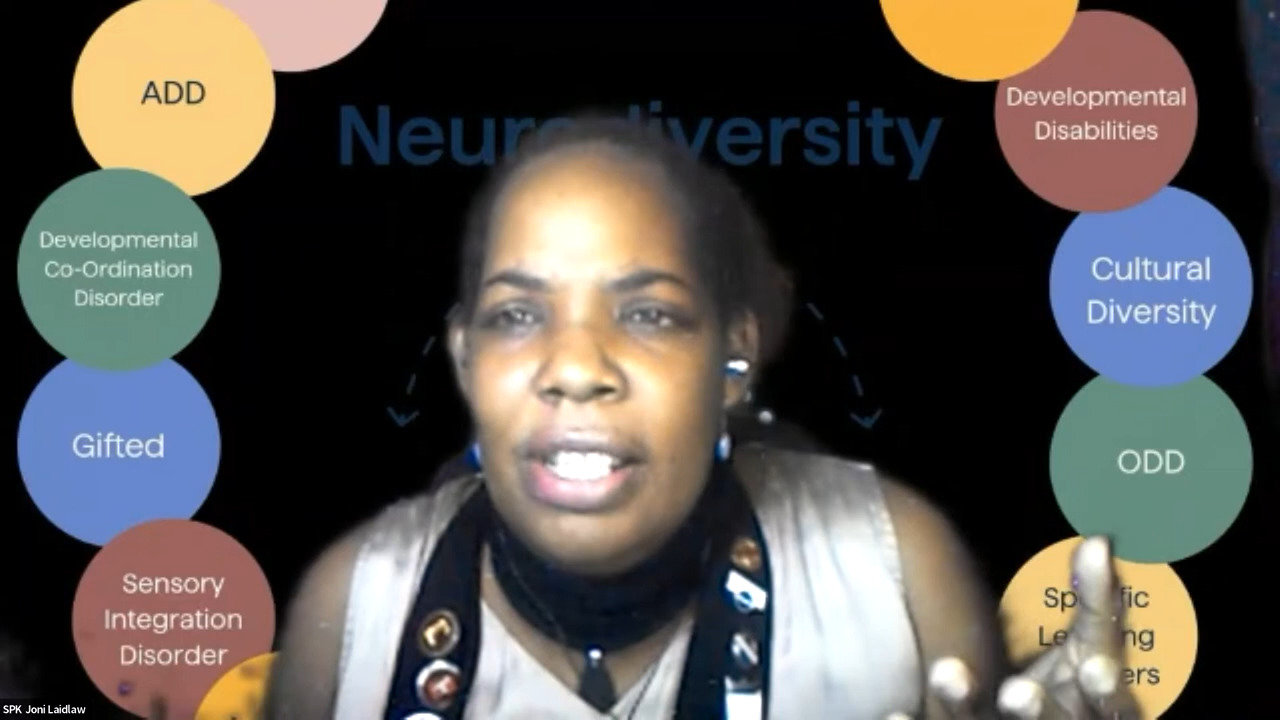 ADD
Developmental
Co-Ordination
Disorder
Gifted
Sensory
Integration
Disorder
Developmental
Disabilities
Cultural
Diversity
ODD
SPK Joni Laidlaw